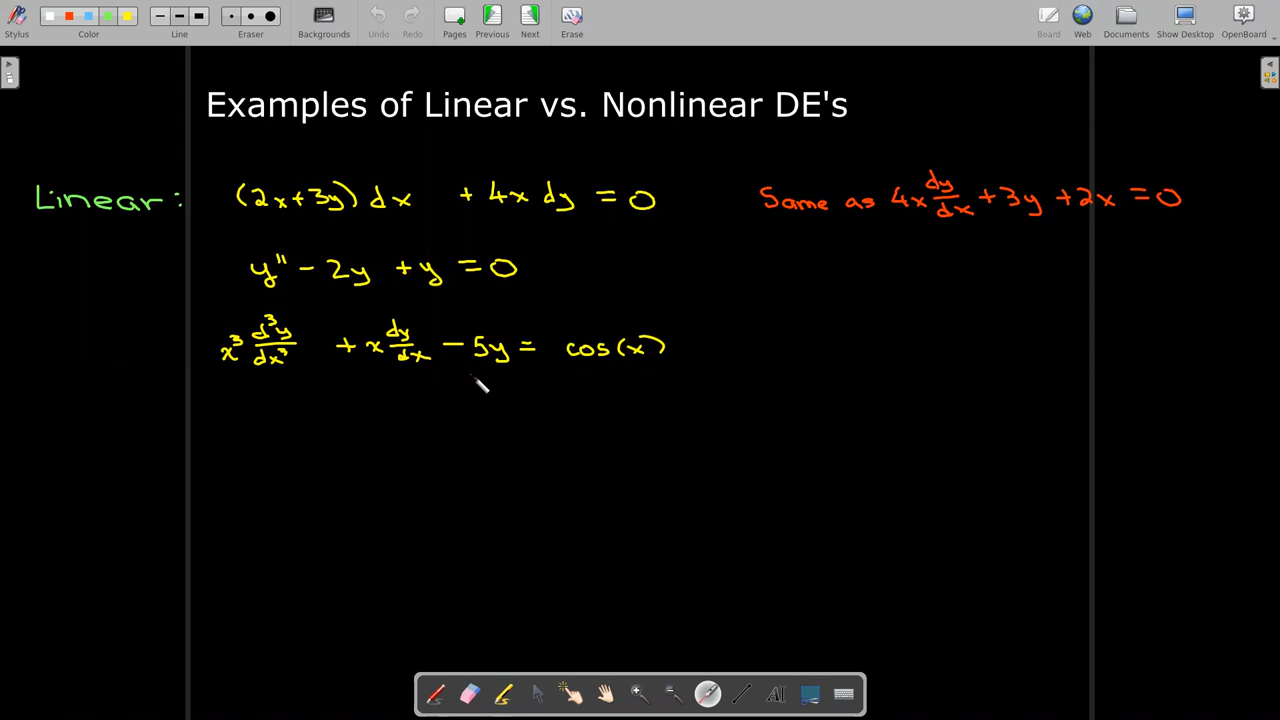 Stylus Color Line Eraser Backgrounds Undo Redo Pages Previous Next Erase Board Web Documents Show Desktop OpenBoard
Examples of Linear vs. Nonlinear DE's
Linear: (2x+3y) dx + 4x dy = 0 Same as 4x dy/dx + 3y + 2x = 0
y'' - 2y + y = 0
x³ d³y/dx³ + x dy/dx - 5y = cos(x)
AI